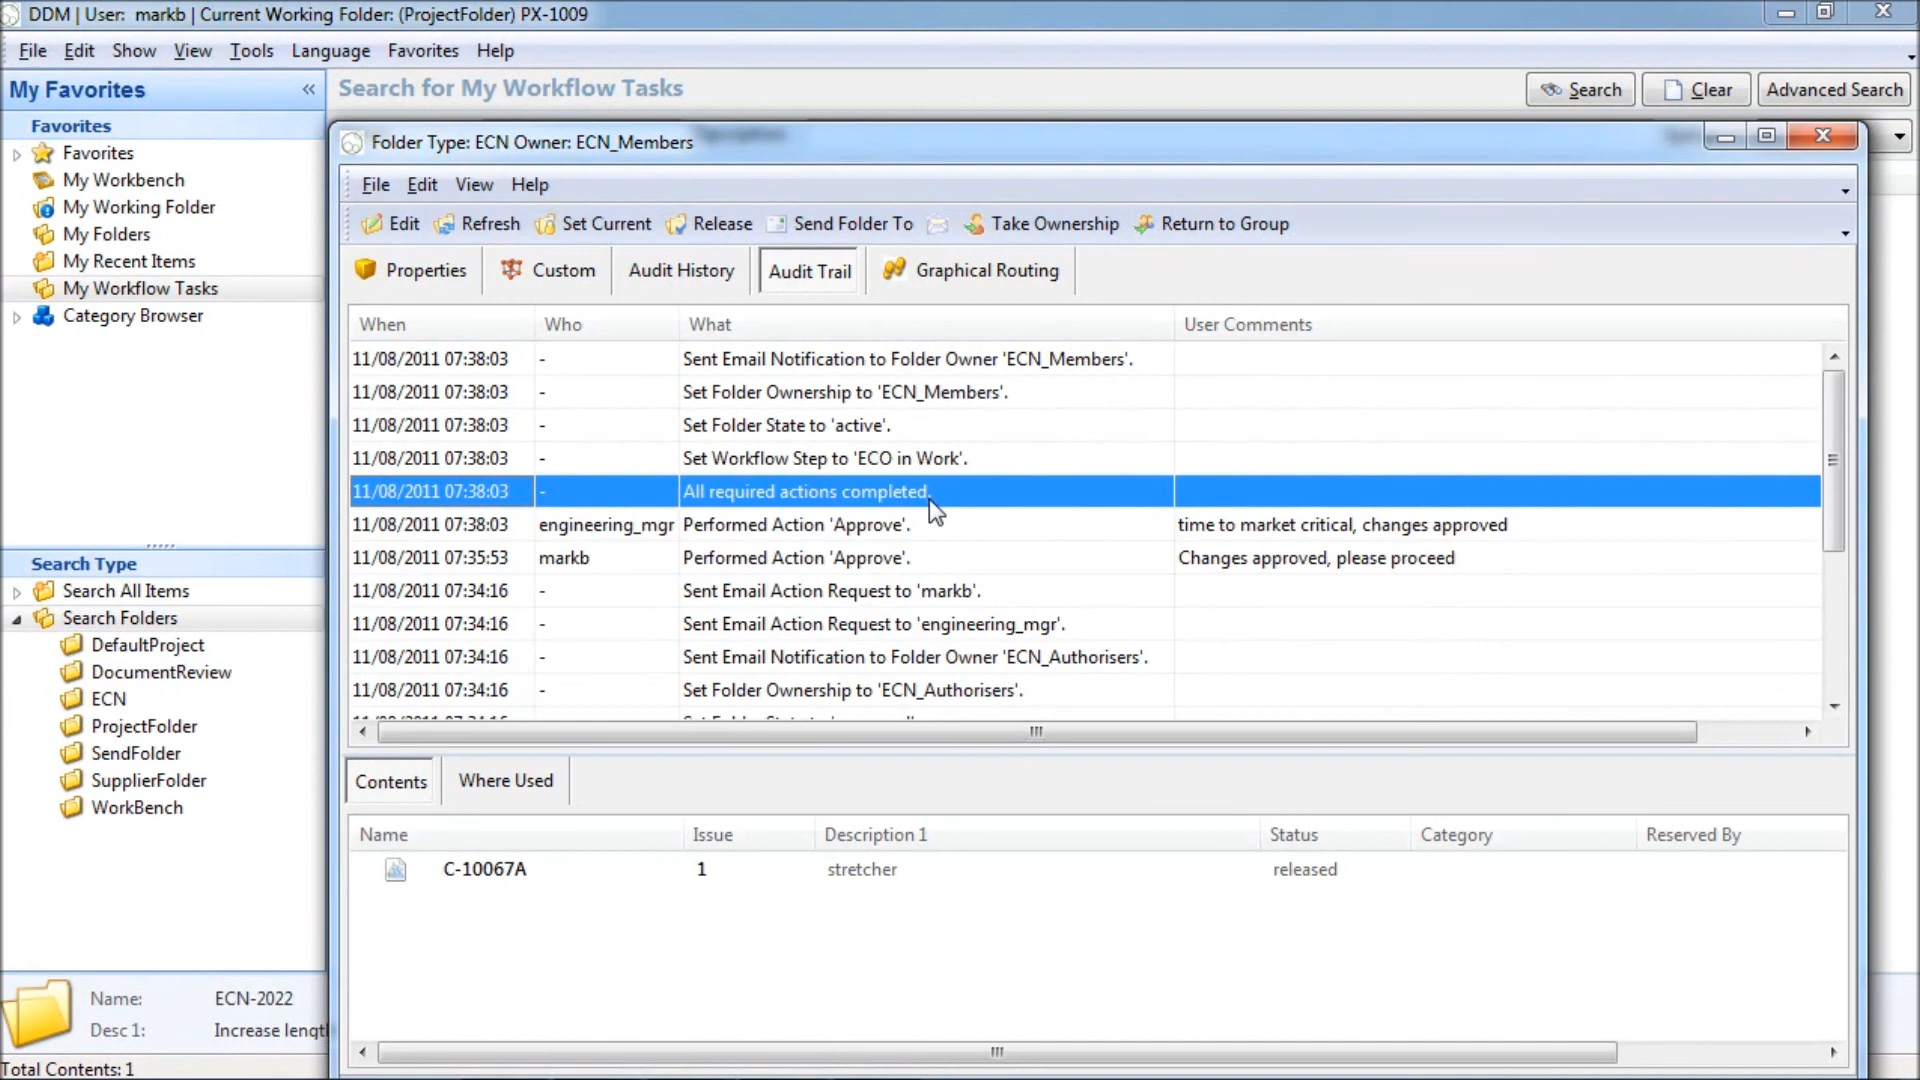 DDM | User: markb | Current Working Folder: (ProjectFolder) PX-1009
File Edit Show View Tools Language Favorites Help
My Favorites «
Search for My Workflow Tasks
Search Clear Advanced Search
Favorites
Favorites
My Workbench
My Working Folder
My Folders
My Recent Items
My Workflow Tasks
Category Browser
Search Type
Search All Items
Search Folders
DefaultProject
DocumentReview
ECN
ProjectFolder
SendFolder
SupplierFolder
WorkBench
Name: ECN-2022
Desc 1: Increase length
Total Contents: 1
Folder Type: ECN Owner: ECN_Members
File Edit View Help
Edit Refresh Set Current Release Send Folder To Take Ownership Return to Group
Properties Custom Audit History Audit Trail Graphical Routing
When Who What User Comments
11/08/2011 07:38:03 - Sent Email Notification to Folder Owner 'ECN_Members'.
11/08/2011 07:38:03 - Set Folder Ownership to 'ECN_Members'.
11/08/2011 07:38:03 - Set Folder State to 'active'.
11/08/2011 07:38:03 - Set Workflow Step to 'ECO in Work'.
11/08/2011 07:38:03 - All required actions completed.
11/08/2011 07:38:03 engineering_mgr Performed Action 'Approve'. time to market critical, changes approved
11/08/2011 07:35:53 markb Performed Action 'Approve'. Changes approved, please proceed
11/08/2011 07:34:16 - Sent Email Action Request to 'markb'.
11/08/2011 07:34:16 - Sent Email Action Request to 'engineering_mgr'.
11/08/2011 07:34:16 - Sent Email Notification to Folder Owner 'ECN_Authorisers'.
11/08/2011 07:34:16 - Set Folder Ownership to 'ECN_Authorisers'.
Contents Where Used
Name Issue Description 1 Status Category Reserved By
C-10067A 1 stretcher released